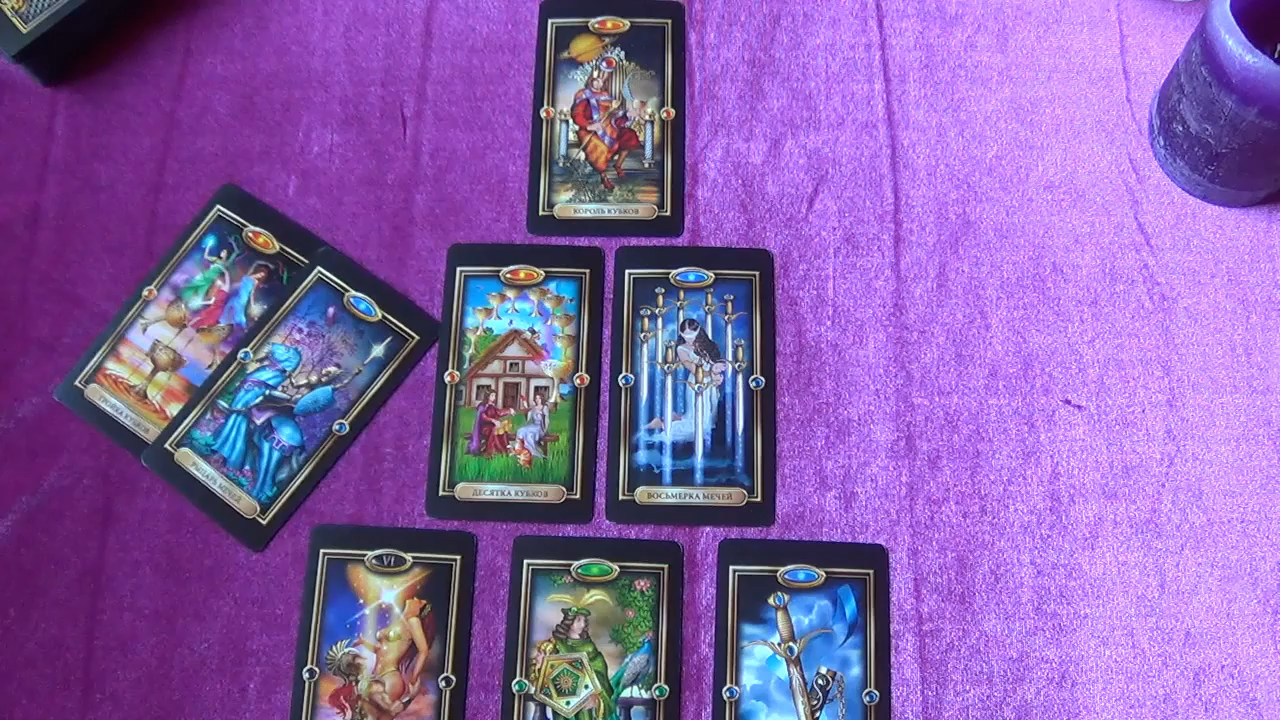 КОРОЛЬ КУБКОВ
ТРОЙКА КУБКОВ
РЫЦАРЬ МЕЧЕЙ
ДЕСЯТКА КУБКОВ
ВОСЬМЕРКА МЕЧЕЙ
VI